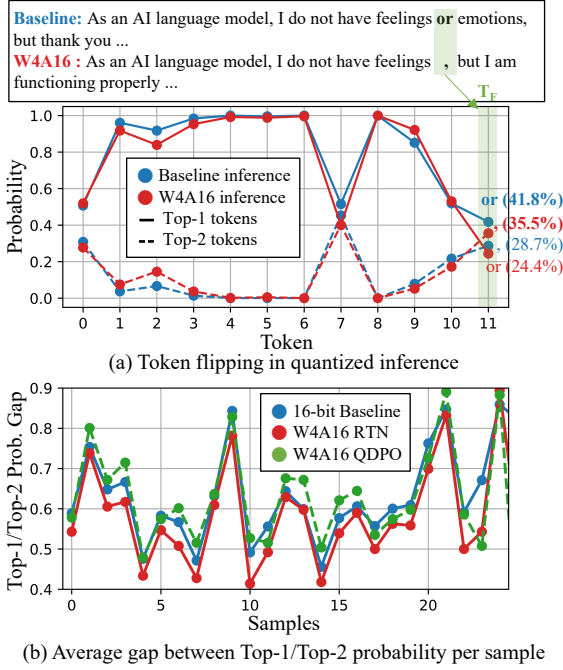 Baseline: As an AI language model, I do not have feelings or emotions,
but thank you ...
W4A16 : As an AI language model, I do not have feelings , but I am
functioning properly ...
T_F
Probability
1.0
0.8
0.6
0.4
0.2
0.0
Baseline inference
W4A16 inference
Top-1 tokens
Top-2 tokens
or (41.8%)
, (35.5%)
, (28.7%)
or (24.4%)
0 1 2 3 4 5 6 7 8 9 10 11
Token
(a) Token flipping in quantized inference
Top-1/Top-2 Prob. Gap
0.9
0.8
0.7
0.6
0.5
0.4
16-bit Baseline
W4A16 RTN
W4A16 QDPO
0 5 10 15 20
Samples
(b) Average gap between Top-1/Top-2 probability per sample